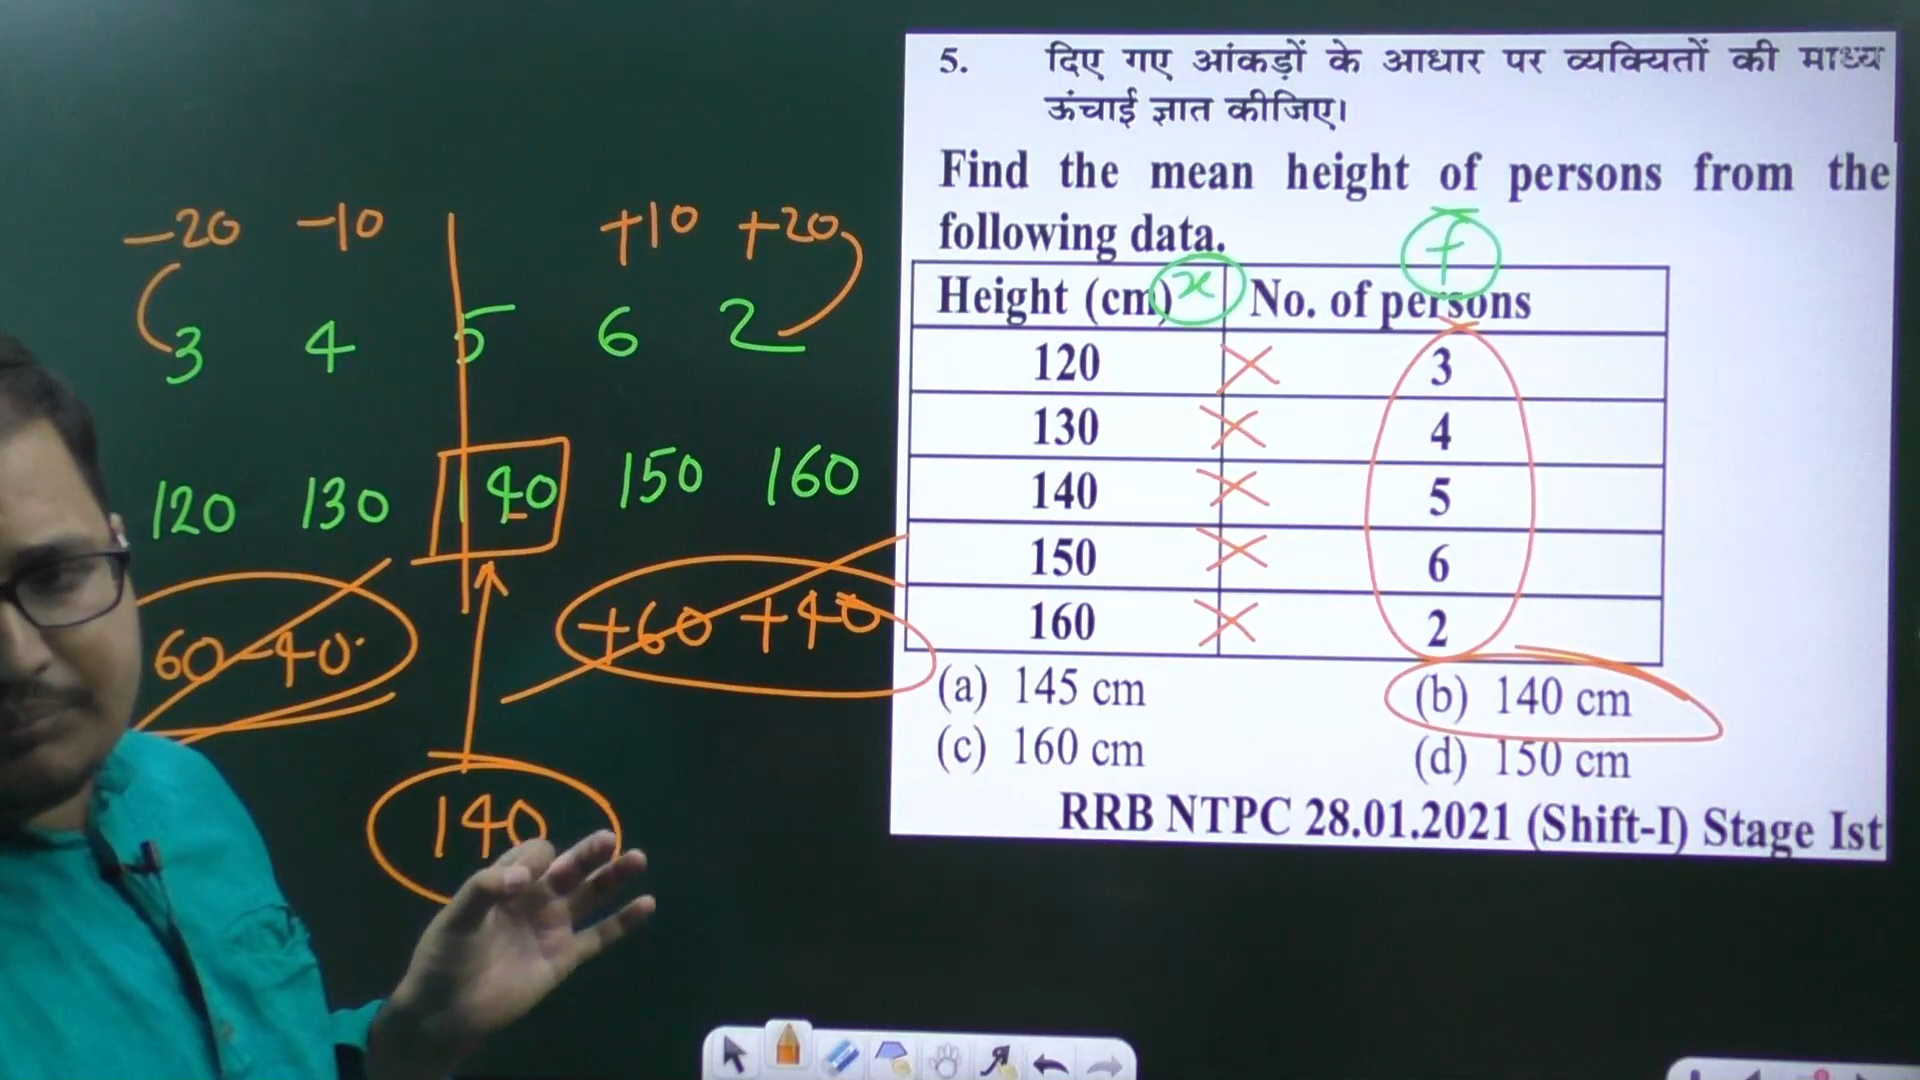 5. दिए गए आंकड़ों के आधार पर व्यक्यितों की माध्य
ऊंचाई ज्ञात कीजिए।
Find the mean height of persons from the
following data.
f
Height (cm) x No. of persons
120 3
130 4
140 5
150 6
160 2
(a) 145 cm (b) 140 cm
(c) 160 cm (d) 150 cm
RRB NTPC 28.01.2021 (Shift-I) Stage Ist
-20 -10 +10 +20
3 4 5 6 2
120 130 140 150 160
60 -40 +60 +40
140